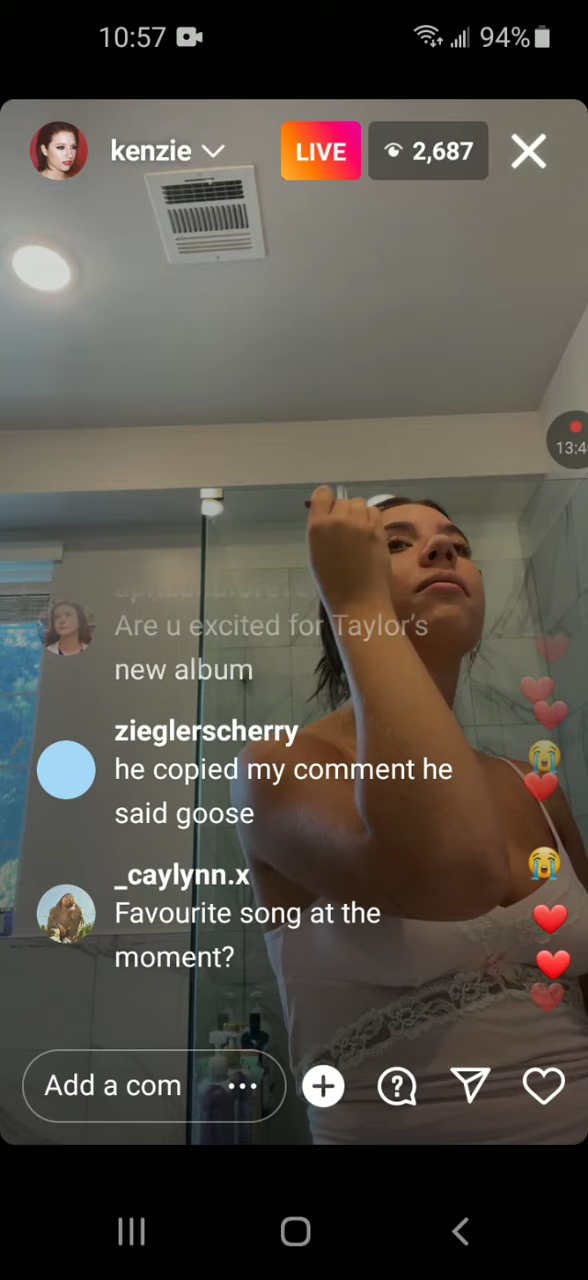 10:57
94%
kenzie
LIVE
2,687
13:4
Are u excited for Taylor's
new album
zieglerscherry
he copied my comment he
said goose
_caylynn.x
Favourite song at the
moment?
Add a com